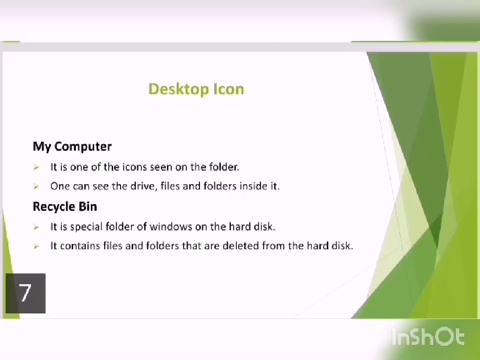 Desktop Icon
My Computer
It is one of the icons seen on the folder.
One can see the drive, files and folders inside it.
Recycle Bin
It is special folder of windows on the hard disk.
It contains files and folders that are deleted from the hard disk.
7
InShOt